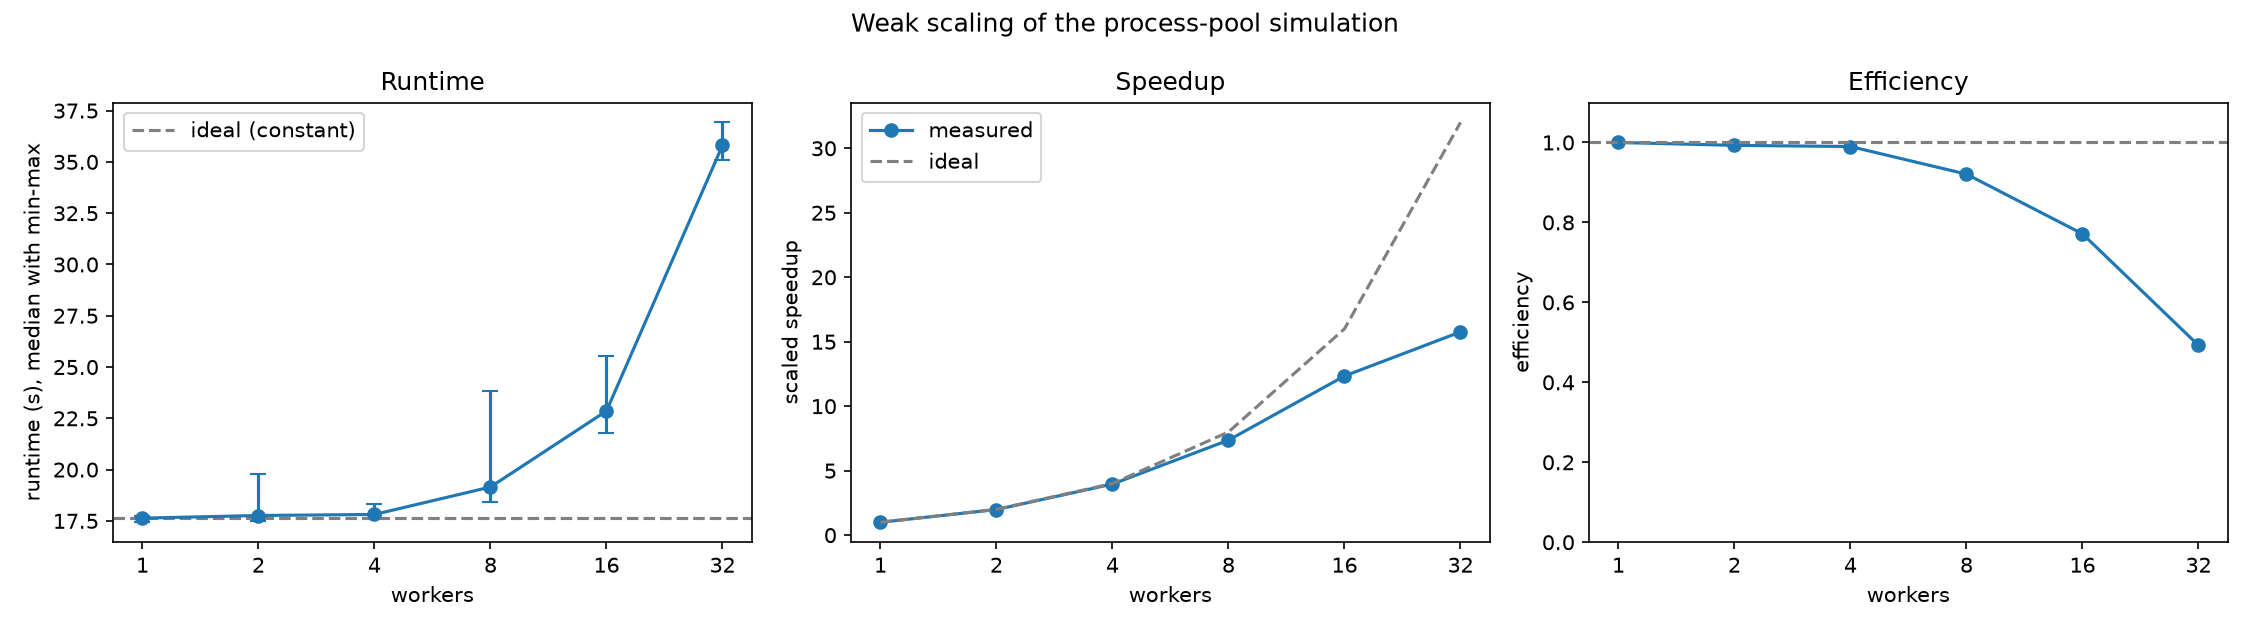 Weak scaling of the process-pool simulation
Runtime
37.5
35.0
32.5
30.0
27.5
25.0
22.5
20.0
17.5
runtime (s), median with min-max
ideal (constant)
1 2 4 8 16 32
workers
Speedup
30
25
20
15
10
5
0
scaled speedup
measured
ideal
1 2 4 8 16 32
workers
Efficiency
1.0
0.8
0.6
0.4
0.2
0.0
efficiency
1 2 4 8 16 32
workers